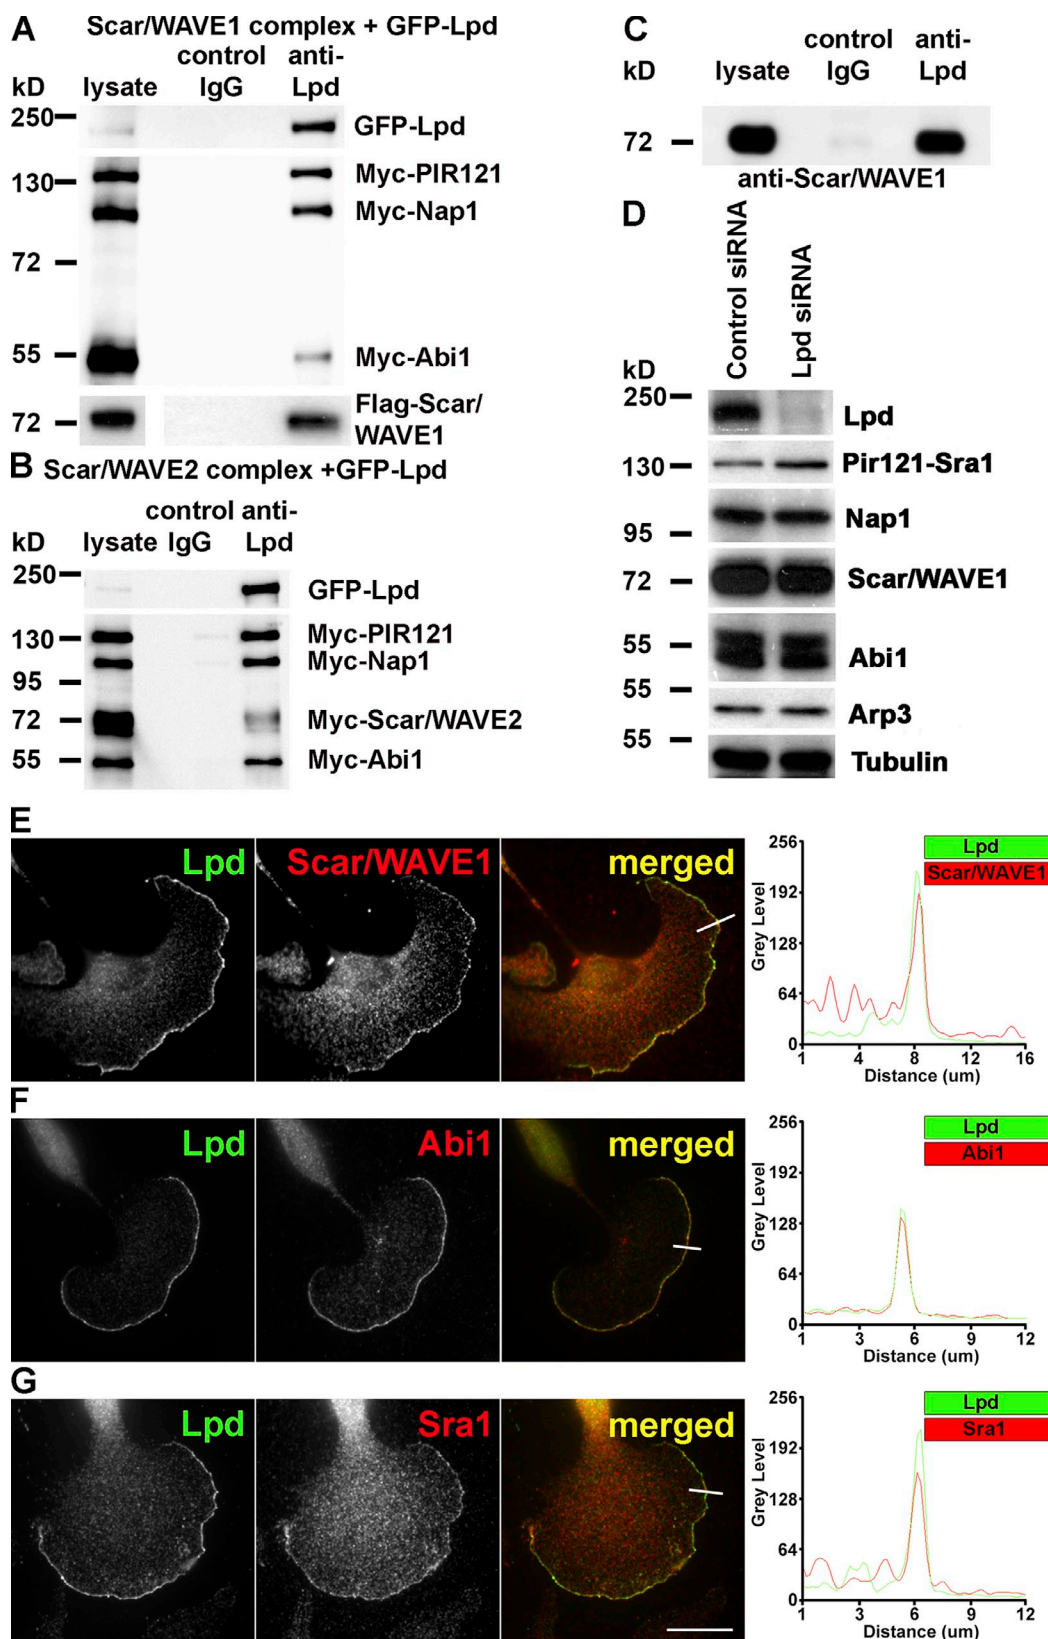 A
Scar/WAVE1 complex + GFP-Lpd
control anti-
kD lysate IgG Lpd
250
GFP-Lpd
Myc-PIR121
130
Myc-Nap1
72
55
Myc-Abi1
Flag-Scar/
72
WAVE1
B Scar/WAVE2 complex +GFP-Lpd
control anti-
kD lysate IgG Lpd
250
GFP-Lpd
130
Myc-PIR121
Myc-Nap1
95
72
Myc-Scar/WAVE2
55
Myc-Abi1
C
control anti-
kD lysate IgG Lpd
72
anti-Scar/WAVE1
D
Control siRNA
Lpd siRNA
kD
250
Lpd
130
Pir121-Sra1
Nap1
95
72
Scar/WAVE1
55
Abi1
55
Arp3
55
Tubulin
E
Lpd
Scar/WAVE1
merged
256
192
128
64
0
Grey Level
Lpd
Scar/WAVE1
1 4 8 12 16
Distance (um)
F
Lpd
Abi1
merged
256
192
128
64
0
Grey Level
Lpd
Abi1
1 3 6 9 12
Distance (um)
G
Lpd
Sra1
merged
256
192
128
64
0
Grey Level
Lpd
Sra1
1 3 6 9 12
Distance (um)